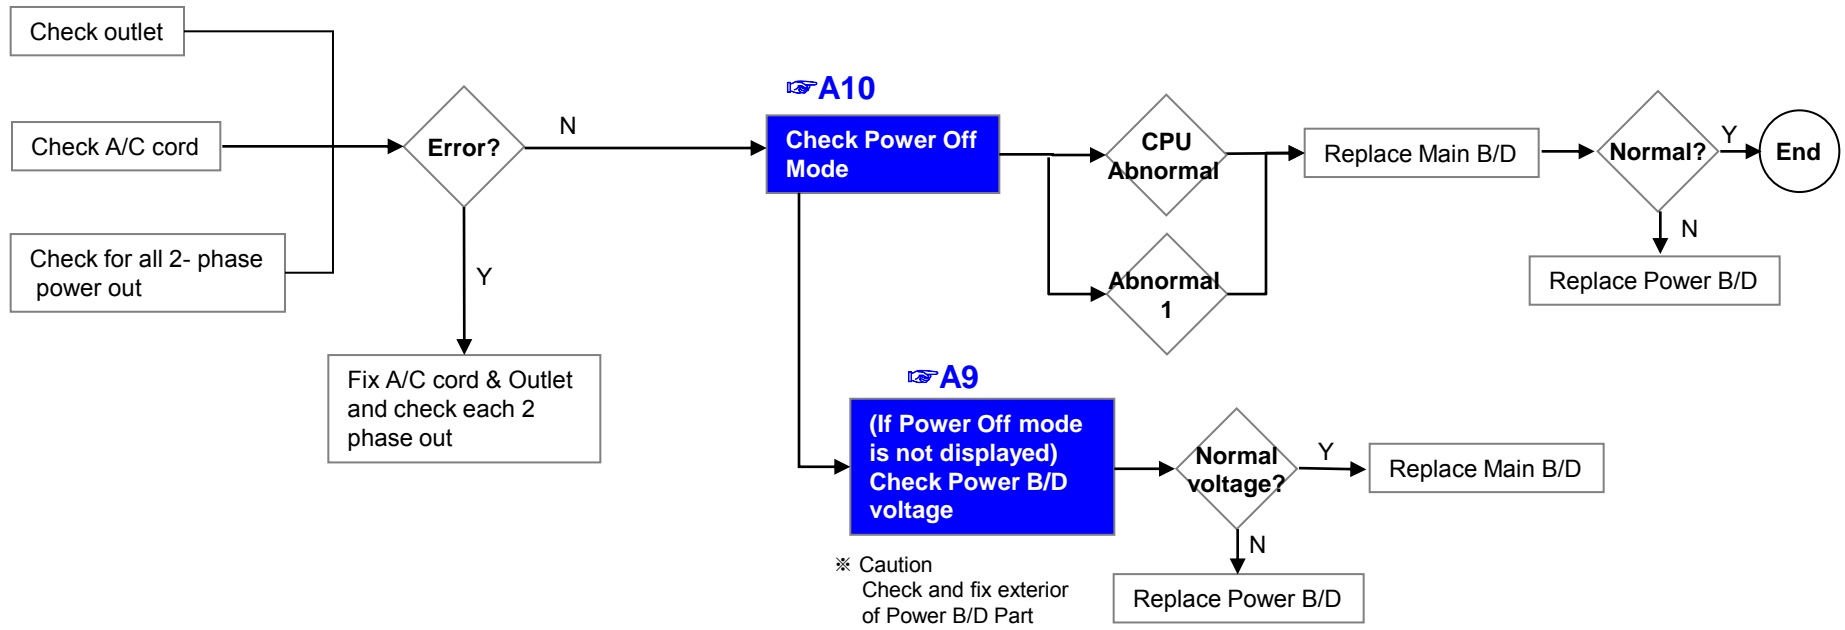 Check outlet
Check A/C cord
Check for all 2- phase
power out
Error?
N
Y
Fix A/C cord & Outlet
and check each 2
phase out
☞A10
Check Power Off
Mode
CPU
Abnormal
Abnormal
1
Replace Main B/D
Normal?
Y
End
N
Replace Power B/D
☞A9
(If Power Off mode
is not displayed)
Check Power B/D
voltage
※ Caution
Check and fix exterior
of Power B/D Part
Normal
voltage?
Y
Replace Main B/D
N
Replace Power B/D